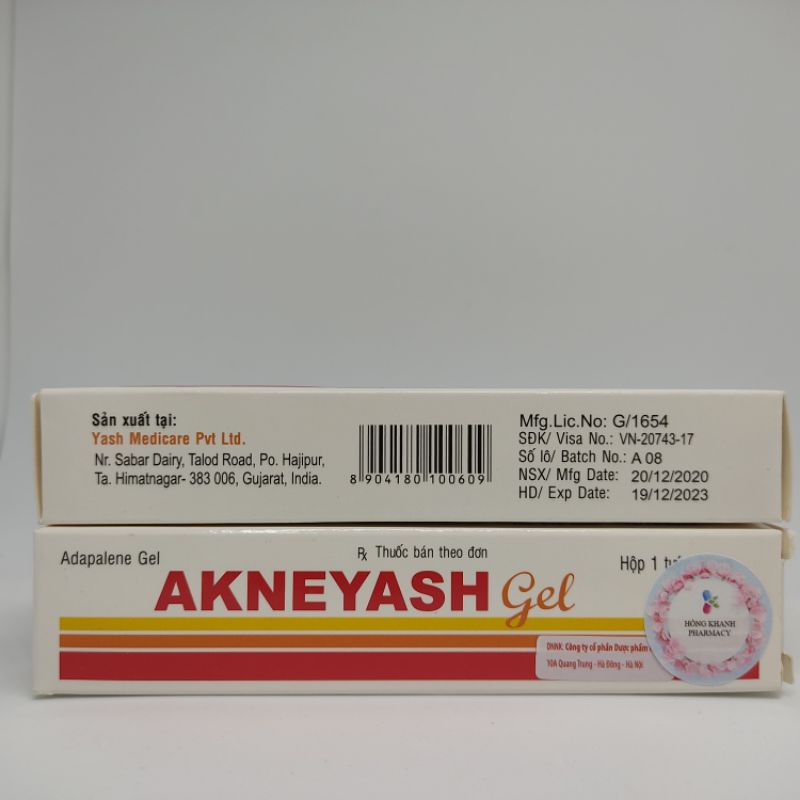 Sản xuất tại:
Yash Medicare Pvt Ltd.
Nr. Sabar Dairy, Talod Road, Po. Hajipur,
Ta. Himatnagar- 383 006, Gujarat, India.
8 904180 100609
Mfg.Lic.No: G/1654
SĐK/ Visa No.: VN-20743-17
Số lô/ Batch No.: A 08
NSX/ Mfg Date: 20/12/2020
HD/ Exp Date: 19/12/2023
Adapalene Gel
Rx Thuốc bán theo đơn
Hộp 1
AKNEYASH Gel
DNNK: Công ty cổ phần Dược phẩm
10A Quang Trung - Hà Đông - Hà Nội
HỒNG KHANH
PHARMACY